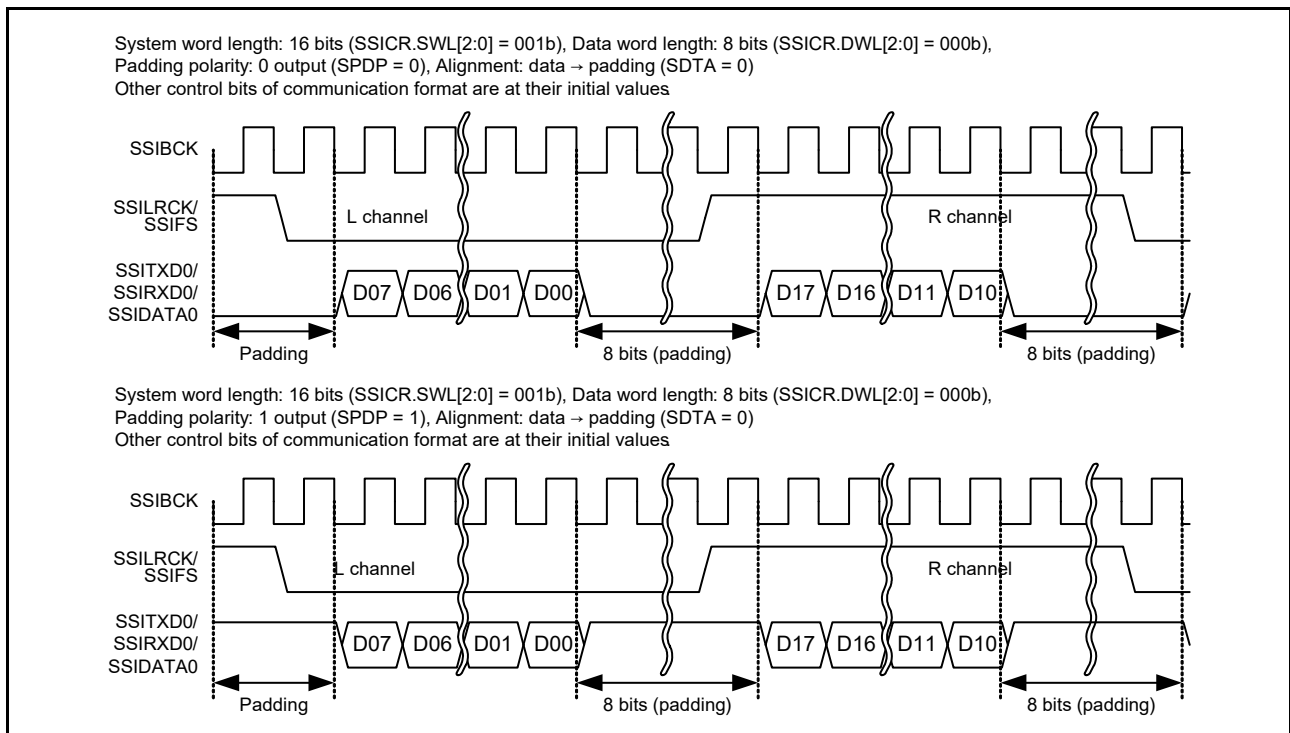 System word length: 16 bits (SSICR.SWL[2:0] = 001b), Data word length: 8 bits (SSICR.DWL[2:0] = 000b),
Padding polarity: 0 output (SPDP = 0), Alignment: data → padding (SDTA = 0)
Other control bits of communication format are at their initial values.
SSIBCK
SSILRCK/
SSIFS
L channel
R channel
SSITXD0/
SSIRXD0/
SSIDATA0
D07 D06 D01 D00 D17 D16 D11 D10
Padding 8 bits (padding) 8 bits (padding)
System word length: 16 bits (SSICR.SWL[2:0] = 001b), Data word length: 8 bits (SSICR.DWL[2:0] = 000b),
Padding polarity: 1 output (SPDP = 1), Alignment: data → padding (SDTA = 0)
Other control bits of communication format are at their initial values.
SSIBCK
SSILRCK/
SSIFS
L channel
R channel
SSITXD0/
SSIRXD0/
SSIDATA0
D07 D06 D01 D00 D17 D16 D11 D10
Padding 8 bits (padding) 8 bits (padding)